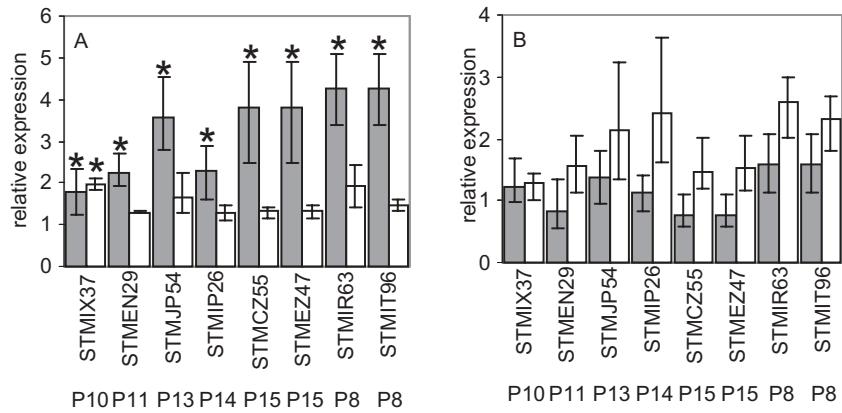 A
relative expression
6
5
4
3
2
1
0
* * * * * * * * *
STMIX37
STMEN29
STMJP54
STMIP26
STMCZ55
STMEZ47
STMIR63
STMIT96
P10 P11 P13 P14 P15 P15 P8 P8
B
relative expression
4
3
2
1
0
STMIX37
STMEN29
STMJP54
STMIP26
STMCZ55
STMEZ47
STMIR63
STMIT96
P10 P11 P13 P14 P15 P15 P8 P8